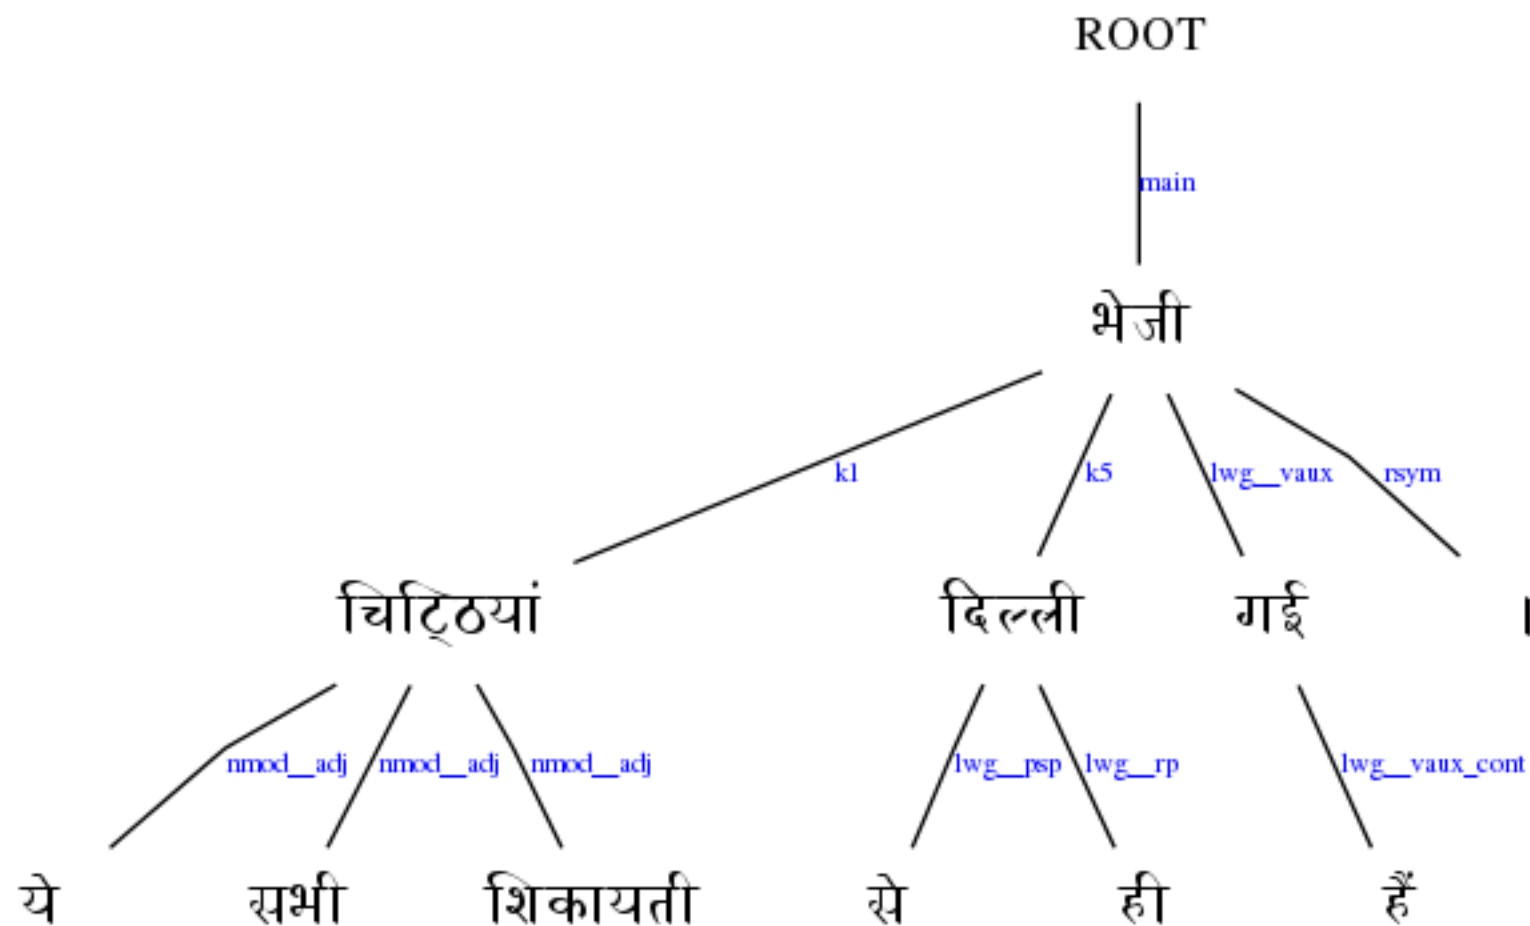 ROOT
main
भेजी
k1 k5 lwg__vaux rsym
चिट्ठियां दिल्ली गई ।
nmod__adj nmod__adj nmod__adj lwg__psp lwg__rp lwg__vaux_cont
ये सभी शिकायती से ही हैं